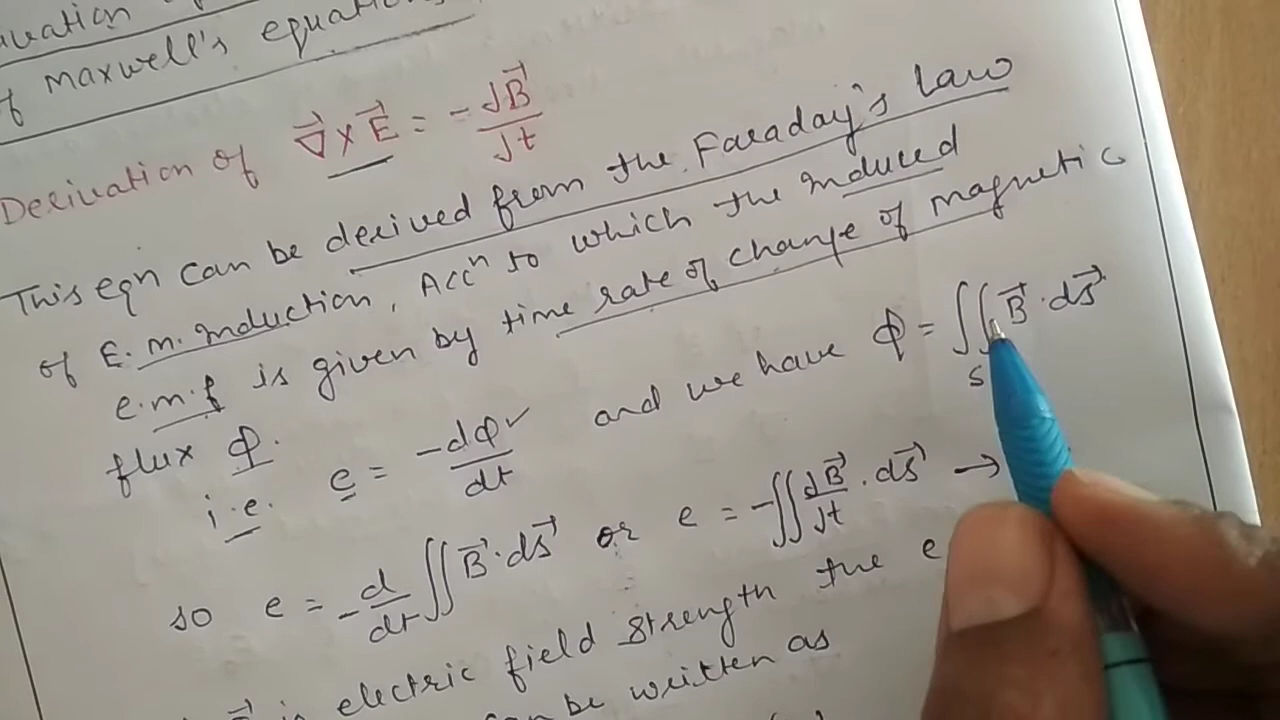 of Maxwell's equation
Derivation of ∇⃗ × E⃗ = -∂B⃗/∂t
This eqn can be derived from the Faraday's Law
of E.M. Induction, Accⁿ to which the Induced
e.m.f is given by time rate of change of magnetic
flux Φ.
i.e. e = -dΦ/dt and we have Φ = ∬ₛ B⃗ · ds⃗
so e = -d/dt ∬ B⃗ · ds⃗ or e = -∬ ∂B⃗/∂t · ds⃗ →
is electric field strength the e
be written as